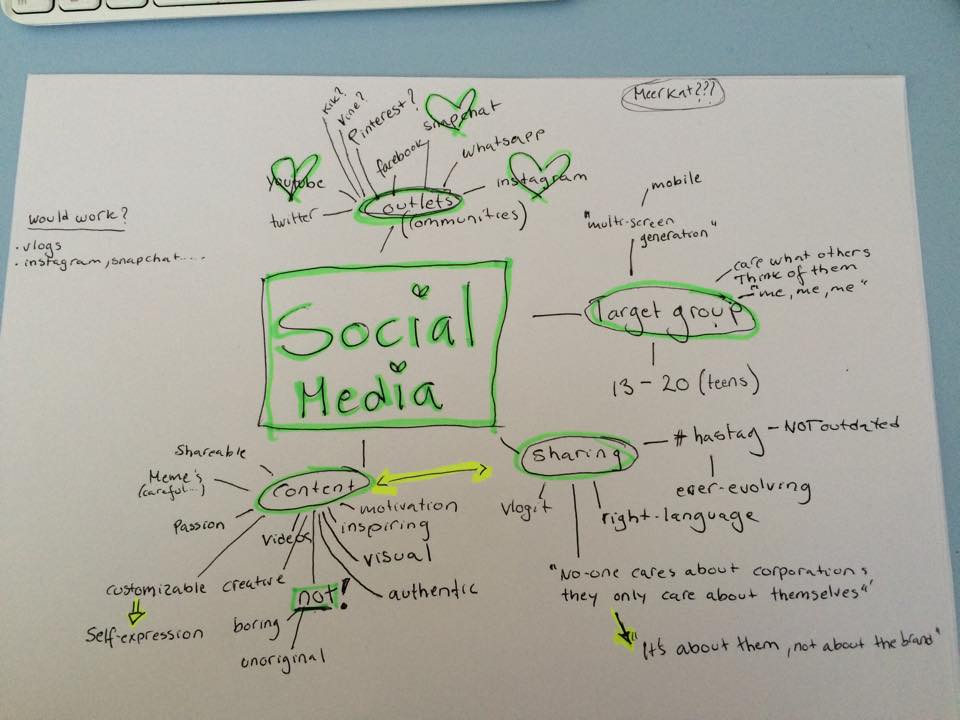 Meerkat???
Kik?
Vine?
Pinterest?
facebook
snapchat
whatsapp
youtube
instagram
twitter
outlets
(communities)
would work?
• vlogs
• instagram, snapchat....
Social
Media
mobile
"multi-screen
generation"
care what others
Think of them
"me, me, me"
Target group
13 - 20 (teens)
Sharing
# hastag - NOT outdated
ever-evolving
right-language
vlogit
"No-one cares about corporations
they only care about themselves"
"It's about them, not about the brand"
Content
Shareable
Meme's
(careful...)
Passion
customizable
Self-expression
videos
creative
not!
boring
unoriginal
motivation
inspiring
visual
authentic